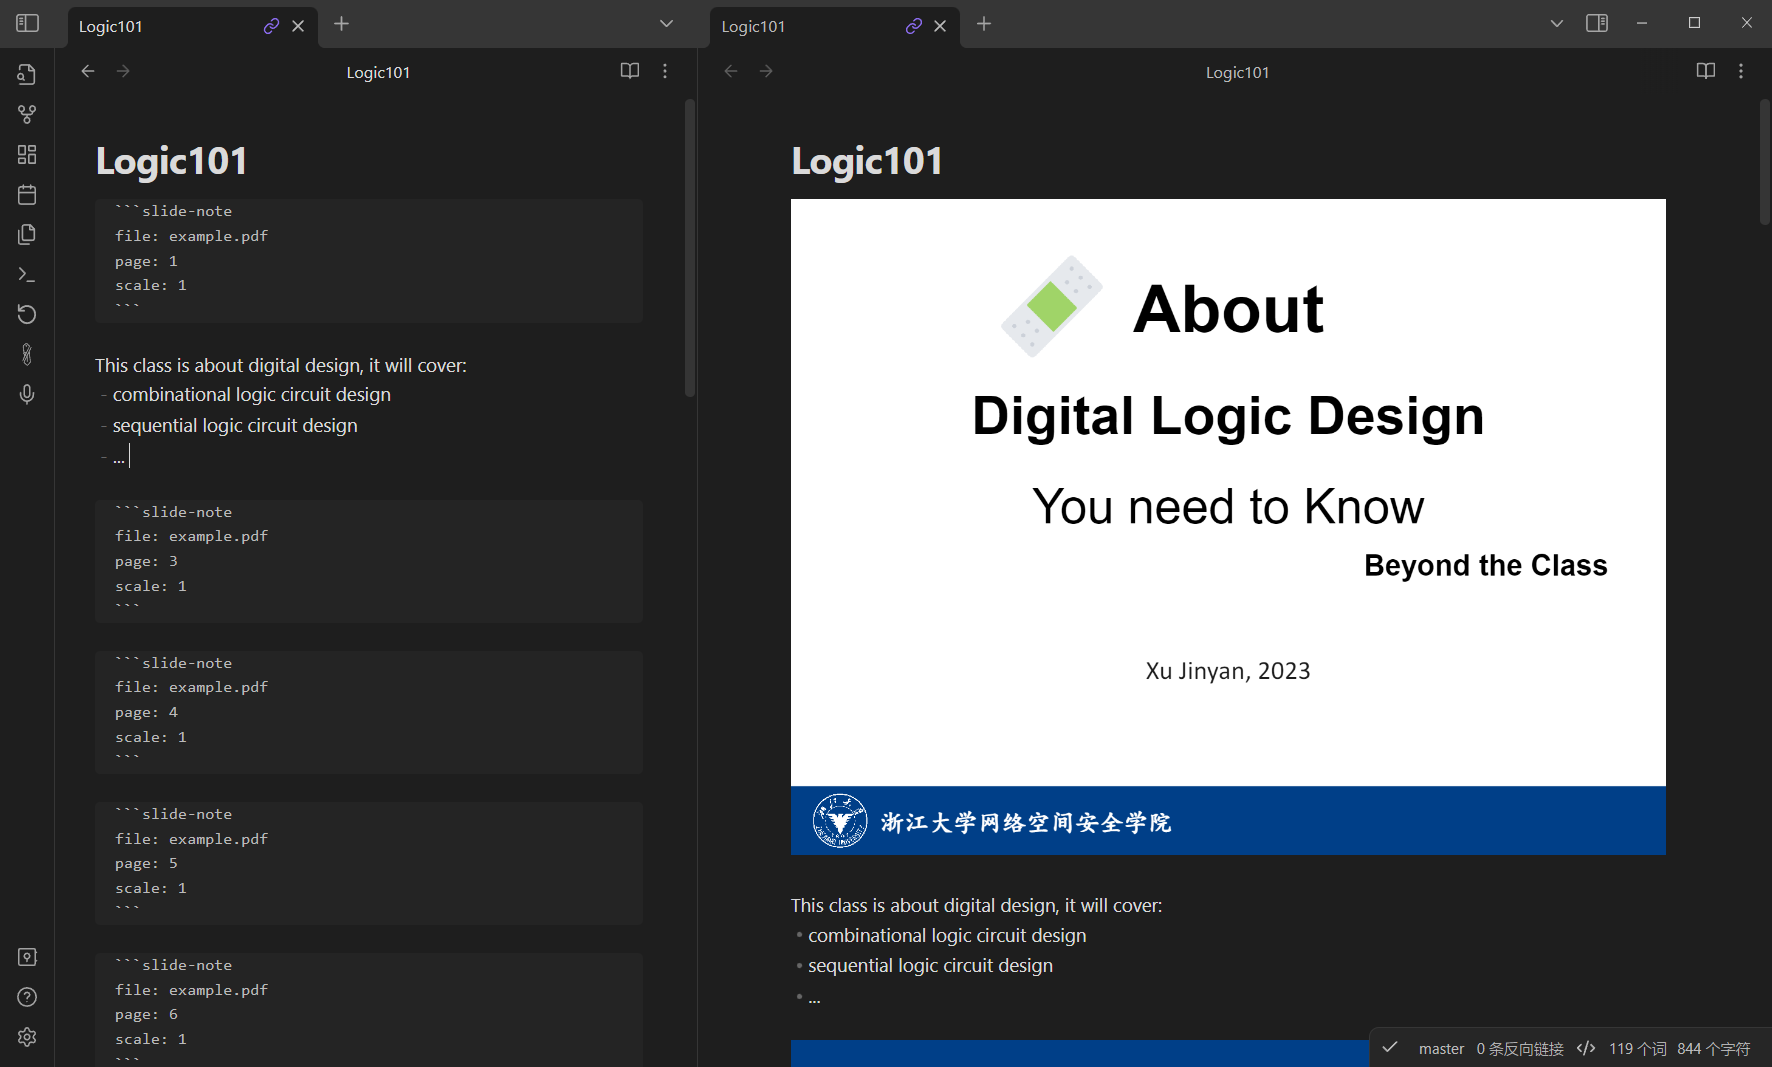 Logic101
Logic101
Logic101
```slide-note
file: example.pdf
page: 1
scale: 1
```
This class is about digital design, it will cover:
- combinational logic circuit design
- sequential logic circuit design
- ...
```slide-note
file: example.pdf
page: 3
scale: 1
```
```slide-note
file: example.pdf
page: 4
scale: 1
```
```slide-note
file: example.pdf
page: 5
scale: 1
```
```slide-note
file: example.pdf
page: 6
scale: 1
```
Logic101
Logic101
Logic101
About
Digital Logic Design
You need to Know
Beyond the Class
Xu Jinyan, 2023
浙江大学网络空间安全学院
This class is about digital design, it will cover:
• combinational logic circuit design
• sequential logic circuit design
• ...
master 0 条反向链接 </> 119 个词 844 个字符